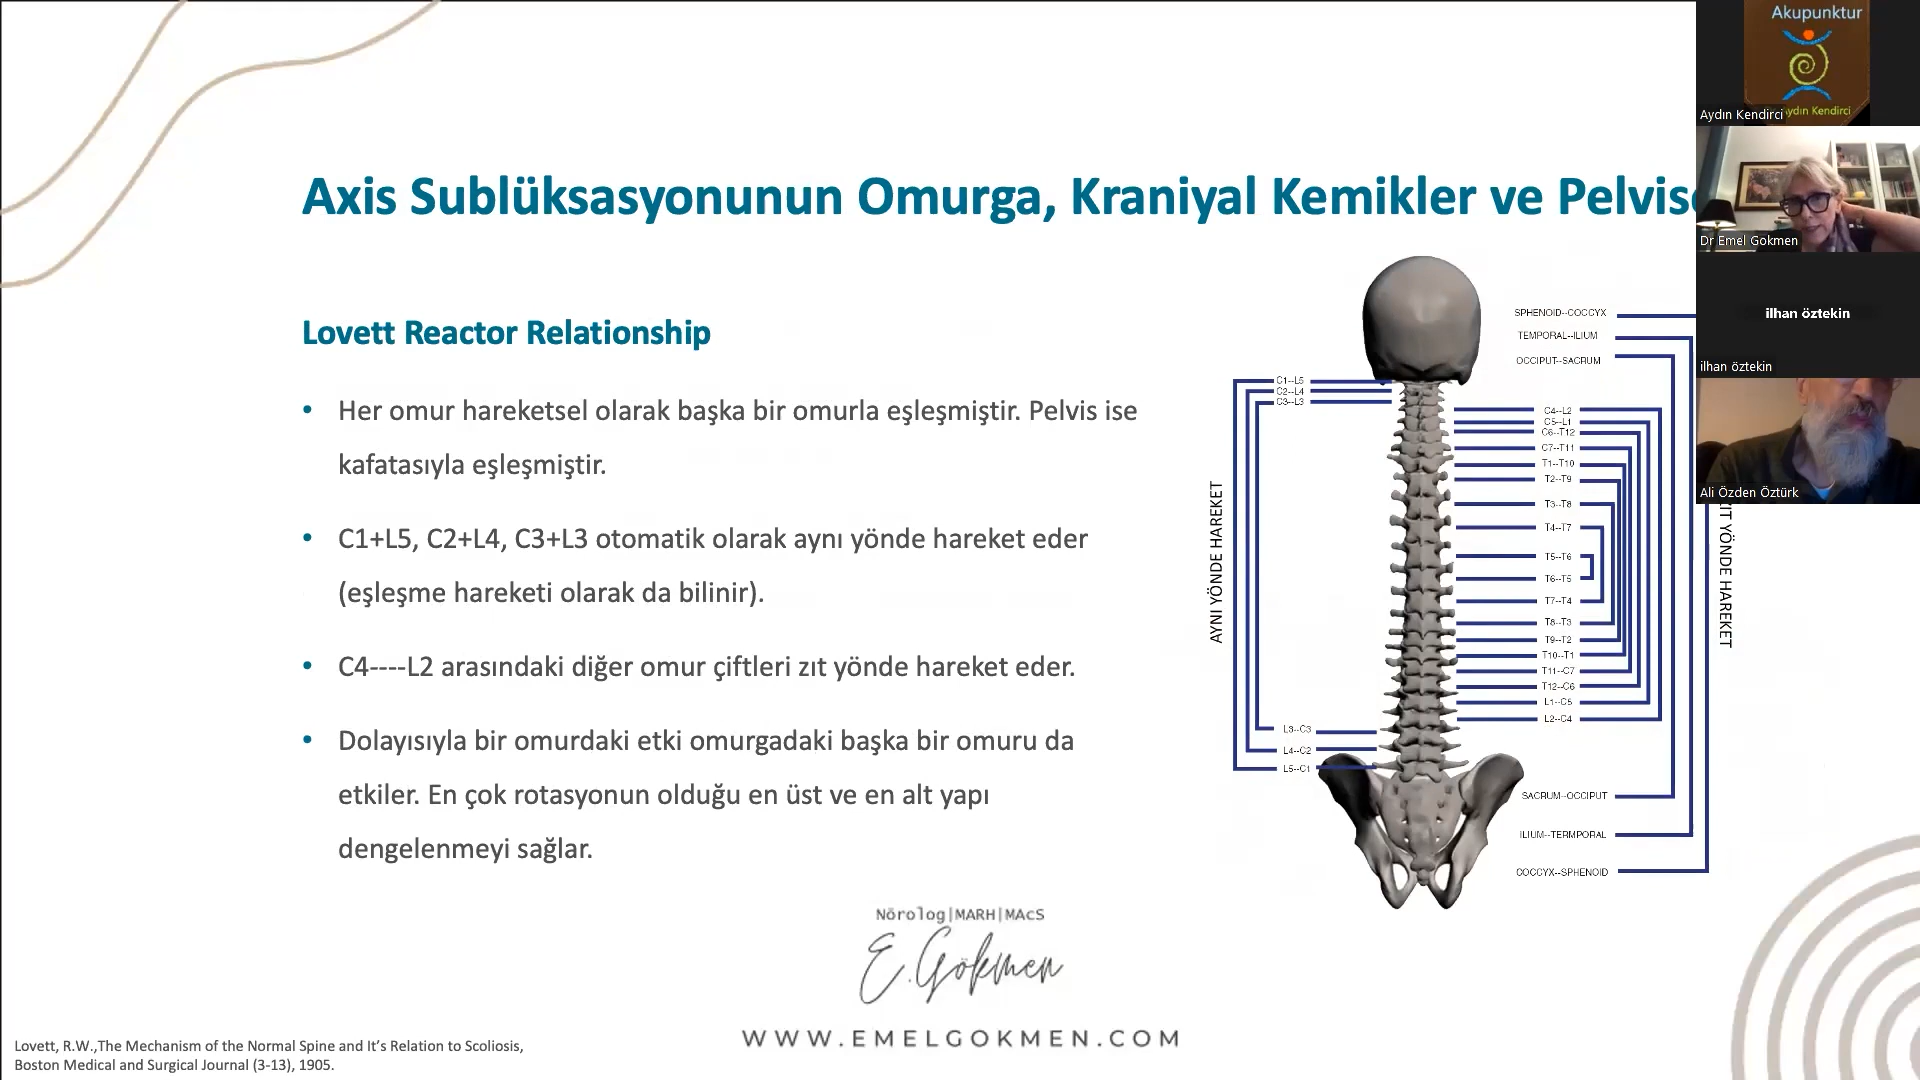 Axis Sublüksasyonunun Omurga, Kraniyal Kemikler ve Pelvis
Lovett Reactor Relationship
• Her omur hareketsel olarak başka bir omurla eşleşmiştir. Pelvis ise
kafatasıyla eşleşmiştir.
• C1+L5, C2+L4, C3+L3 otomatik olarak aynı yönde hareket eder
(eşleşme hareketi olarak da bilinir).
• C4----L2 arasındaki diğer omur çiftleri zıt yönde hareket eder.
• Dolayısıyla bir omurdaki etki omurgadaki başka bir omuru da
etkiler. En çok rotasyonun olduğu en üst ve en alt yapı
dengelenmeyi sağlar.
AYNI YÖNDE HAREKET
C1--L5
C2--L4
C3--L3
L3--C3
L4--C2
L5--C1
SPHENOID--COCCYX
TEMPORAL--ILIUM
OCCIPUT--SACRUM
C4--L2
C5--L1
C6--T12
C7--T11
T1--T10
T2--T9
T3--T8
T4--T7
T5--T6
T6--T5
T7--T4
T8--T3
T9--T2
T10--T1
T11--C7
T12--C6
L1--C5
L2--C4
SACRUM--OCCIPUT
ILIUM--TERMPORAL
COCCYX--SPHENOID
YÖNDE HAREKET
Nörolog|MARH|MAcS
E.Gökmen
WWW.EMELGOKMEN.COM
Lovett, R.W.,The Mechanism of the Normal Spine and It’s Relation to Scoliosis,
Boston Medical and Surgical Journal (3-13), 1905.
Akupunktur
Aydın Kendirci
Aydın Kendirci
Dr Emel Gokmen
ilhan öztekin
ilhan öztekin
Ali Özden Öztürk